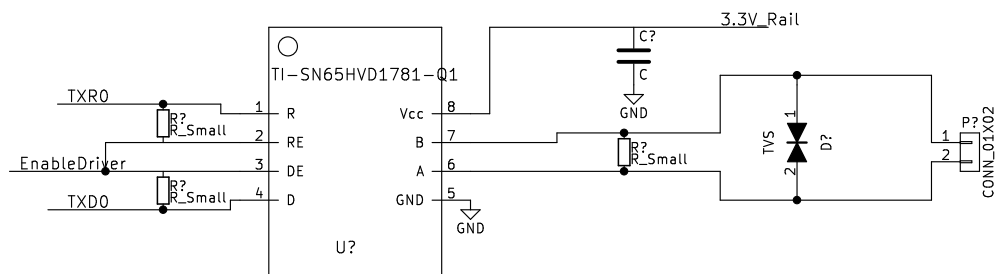 3.3V_Rail
C?
C
GND
TI-SN65HVD1781-Q1
TXR0
1 R
Vcc 8
R?
R_Small
2 RE
B 7
EnableDriver
3 DE
A 6
R?
R_Small
TXD0
4 D
GND 5
GND
U?
R?
R_Small
1
TVS
2
D?
P?
1
2
CONN_01X02